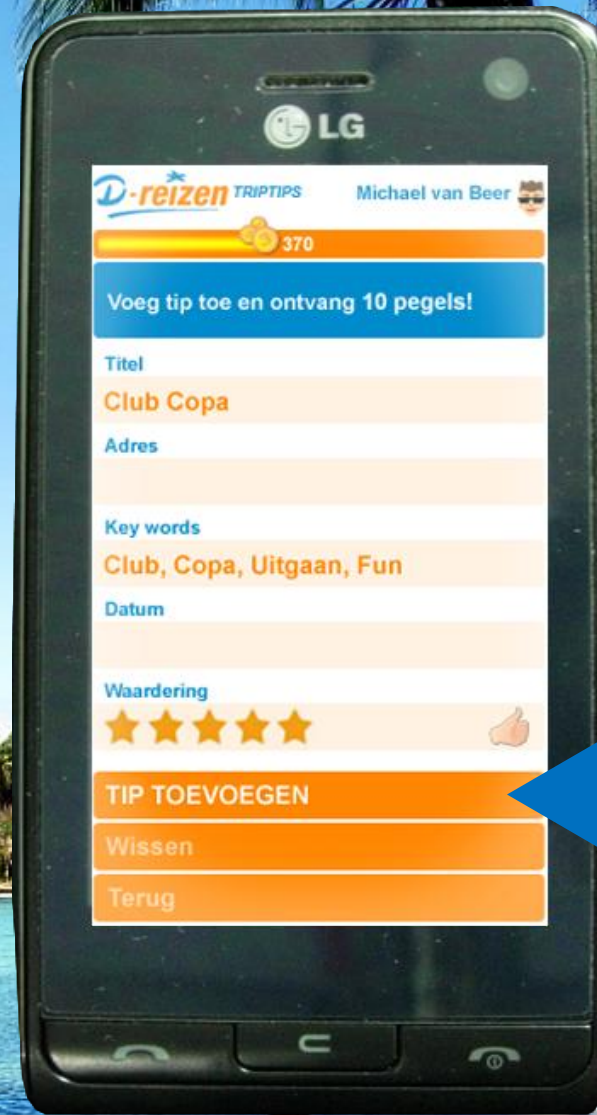 LG
D-reizen TRIPTIPS Michael van Beer
370
Voeg tip toe en ontvang 10 pegels!
Titel
Club Copa
Adres
Key words
Club, Copa, Uitgaan, Fun
Datum
Waardering
TIP TOEVOEGEN
Wissen
Terug